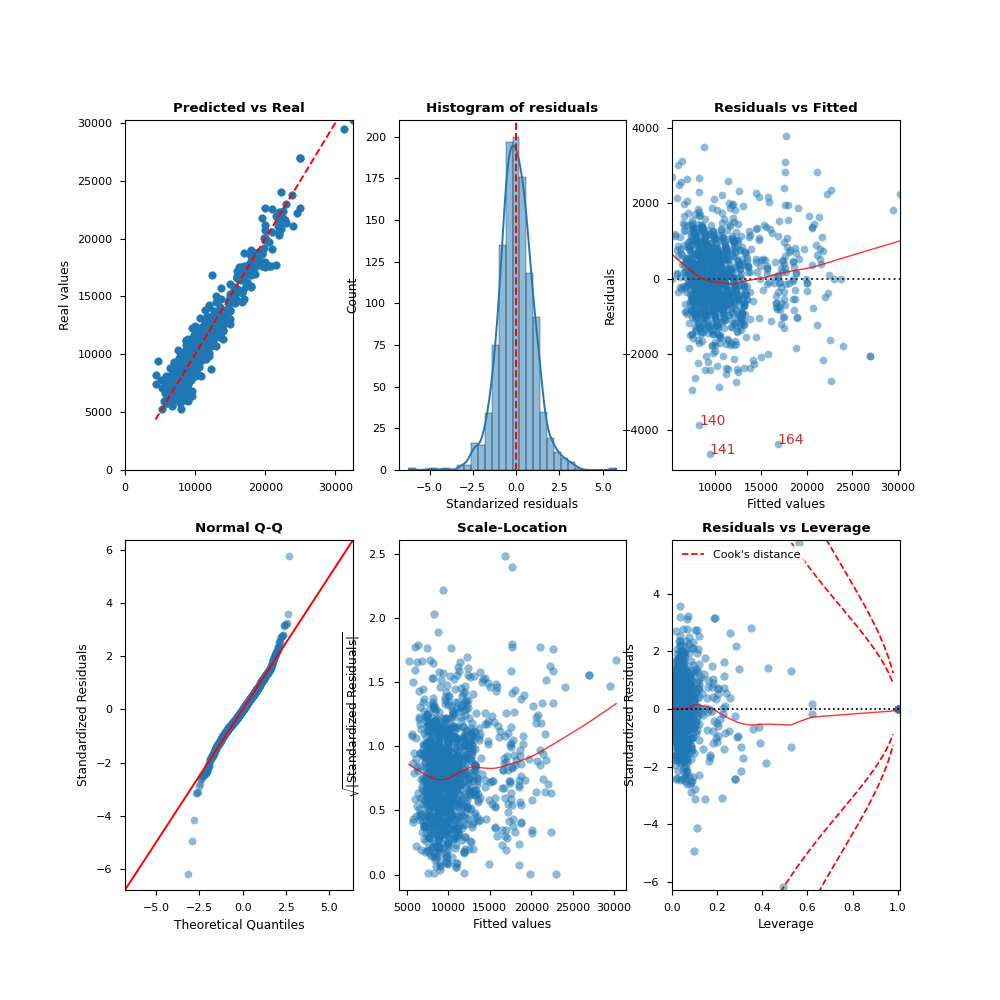 Predicted vs Real
Real values
30000
25000
20000
15000
10000
5000
0
0 10000 20000 30000
Histogram of residuals
Count
200
175
150
125
100
75
50
25
0
−5.0 −2.5 0.0 2.5 5.0
Standarized residuals
Residuals vs Fitted
Residuals
4000
2000
0
−2000
−4000
140
164
141
10000 15000 20000 25000 30000
Fitted values
Normal Q-Q
Standardized Residuals
6
4
2
0
−2
−4
−6
−5.0 −2.5 0.0 2.5 5.0
Theoretical Quantiles
Scale-Location
√|Standardized Residuals|
2.5
2.0
1.5
1.0
0.5
0.0
5000 10000 15000 20000 25000 30000
Fitted values
Residuals vs Leverage
Cook's distance
Standardized Residuals
4
2
0
−2
−4
−6
0.0 0.2 0.4 0.6 0.8 1.0
Leverage